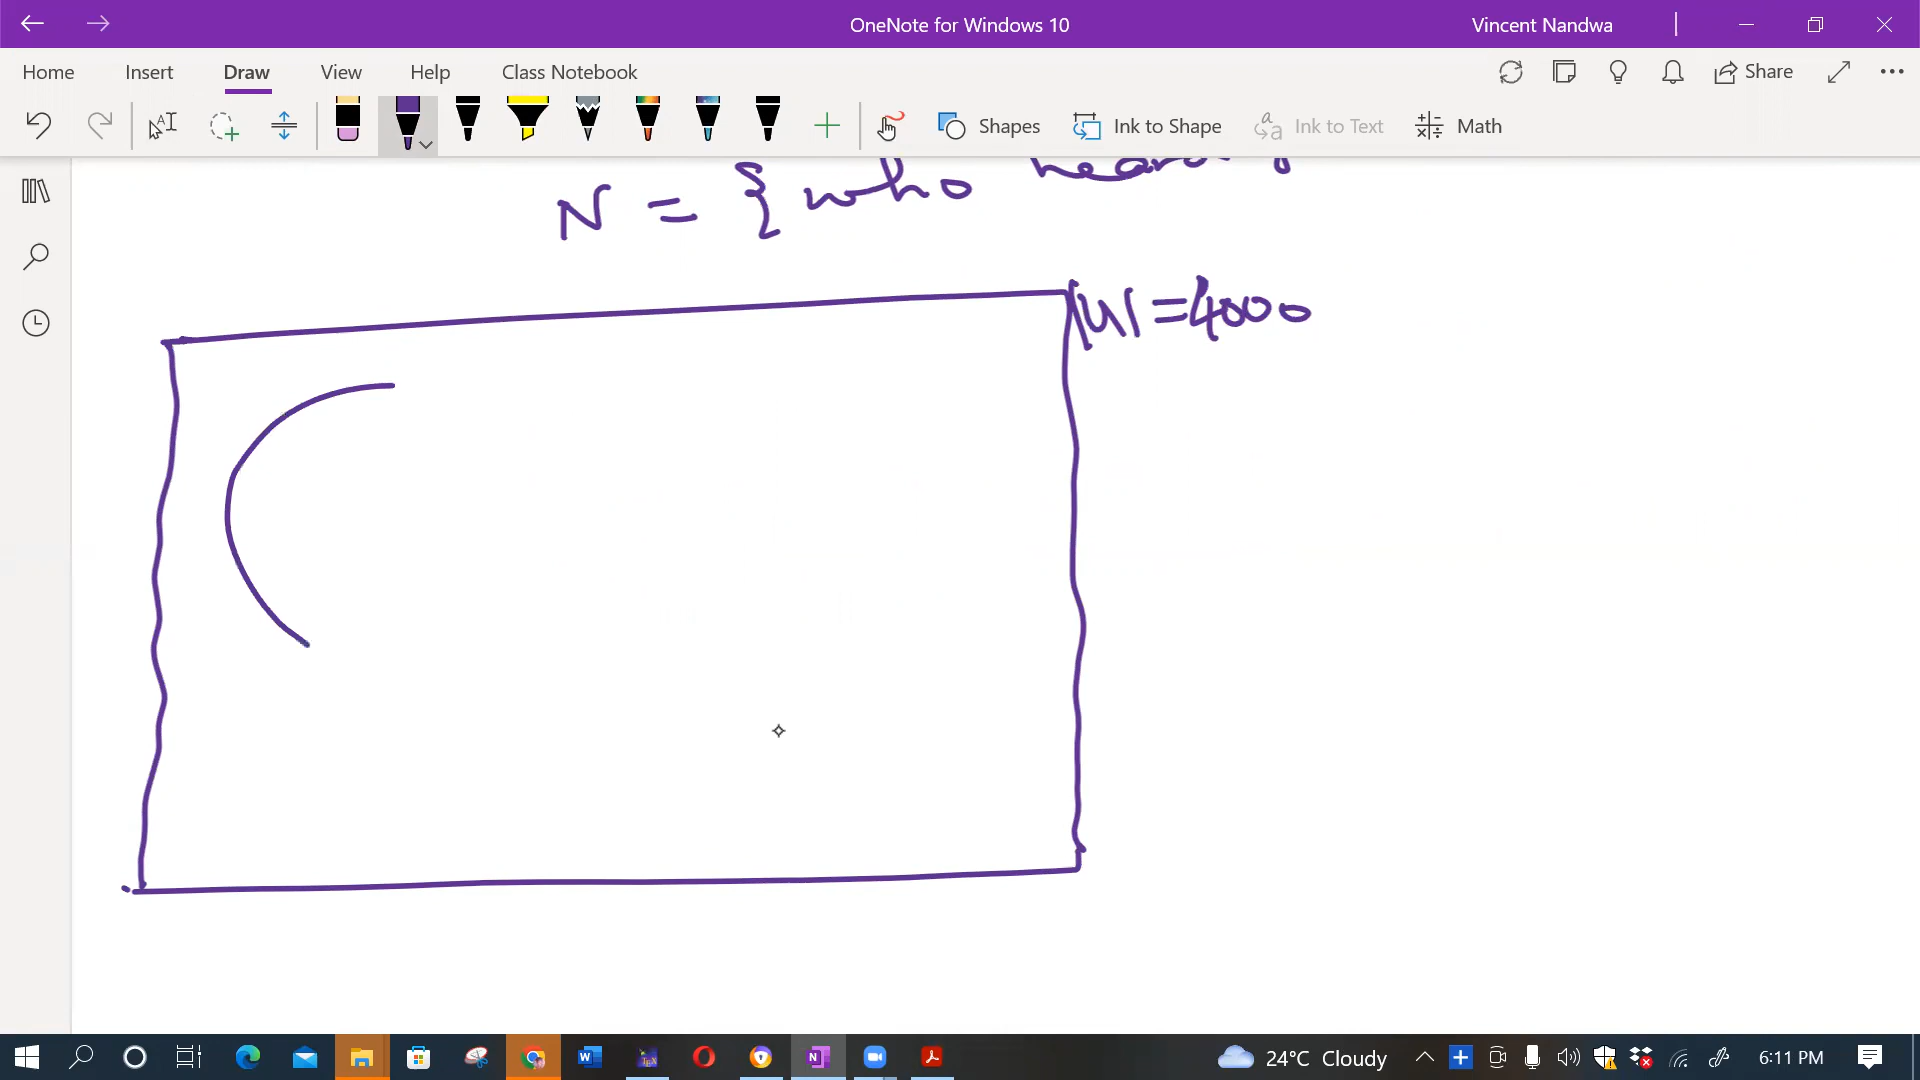 OneNote for Windows 10
Vincent Nandwa
Home Insert Draw View Help Class Notebook
Share
Shapes Ink to Shape Ink to Text Math
N = { who heard
|U| = 4000
24°C Cloudy
6:11 PM